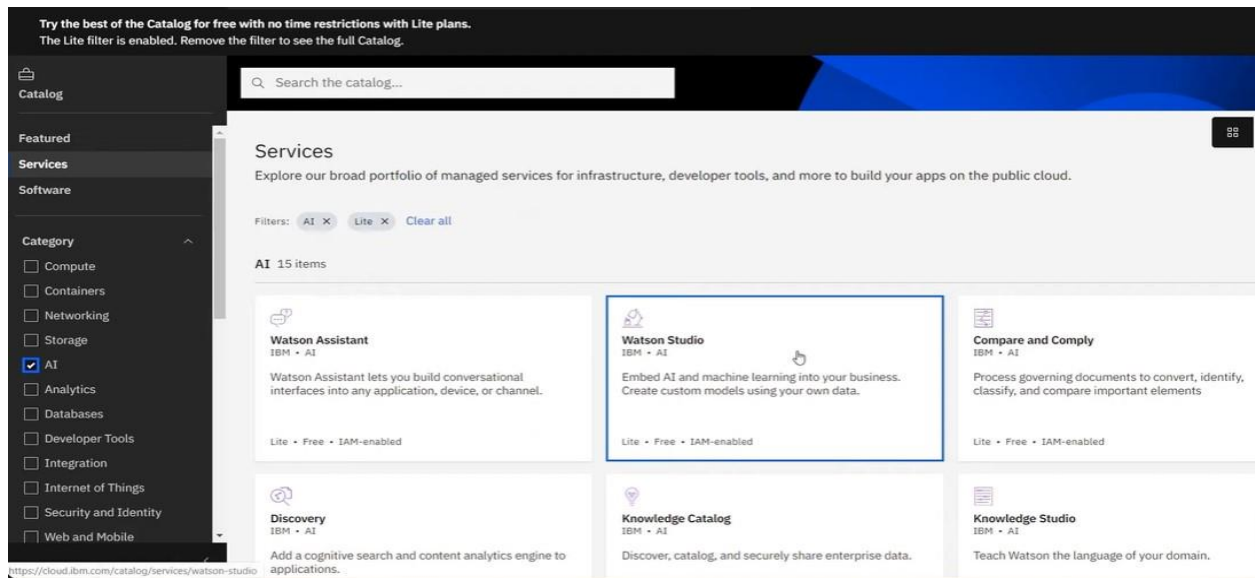 Try the best of the Catalog for free with no time restrictions with Lite plans.
The Lite filter is enabled. Remove the filter to see the full Catalog.
Catalog
Search the catalog...
Featured
Services
Software
Category
Compute
Containers
Networking
Storage
AI
Analytics
Databases
Developer Tools
Integration
Internet of Things
Security and Identity
Web and Mobile
https://cloud.ibm.com/catalog/services/watson-studio
Services
Explore our broad portfolio of managed services for infrastructure, developer tools, and more to build your apps on the public cloud.
Filters: AI × Lite × Clear all
AI 15 items
Watson Assistant
IBM • AI
Watson Assistant lets you build conversational
interfaces into any application, device, or channel.
Lite • Free • IAM-enabled
Watson Studio
IBM • AI
Embed AI and machine learning into your business.
Create custom models using your own data.
Lite • Free • IAM-enabled
Compare and Comply
IBM • AI
Process governing documents to convert, identify,
classify, and compare important elements
Lite • Free • IAM-enabled
Discovery
IBM • AI
Add a cognitive search and content analytics engine to
applications.
Knowledge Catalog
IBM • AI
Discover, catalog, and securely share enterprise data.
Knowledge Studio
IBM • AI
Teach Watson the language of your domain.